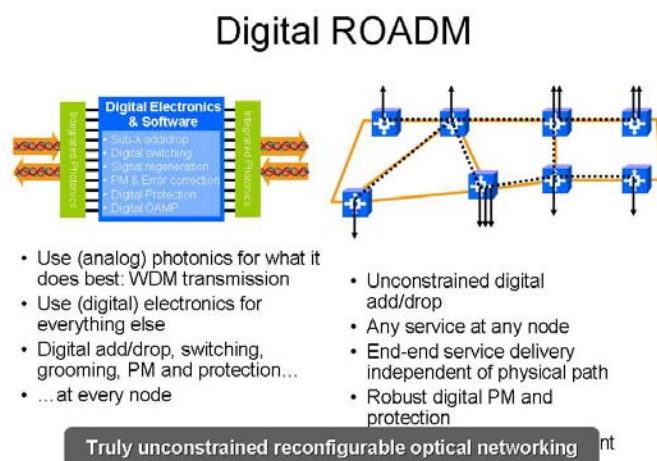 Digital ROADM
Integrated Photonics
Digital Electronics
& Software
Sub-λ add/drop
Digital switching
Signal regeneration
PM & Error correction
Digital Protection
Digital OAMP
Integrated Photonics
• Use (analog) photonics for what it
does best: WDM transmission
• Use (digital) electronics for
everything else
• Digital add/drop, switching,
grooming, PM and protection…
• …at every node
• Unconstrained digital
add/drop
• Any service at any node
• End-end service delivery
independent of physical path
• Robust digital PM and
protection
Truly unconstrained reconfigurable optical networking